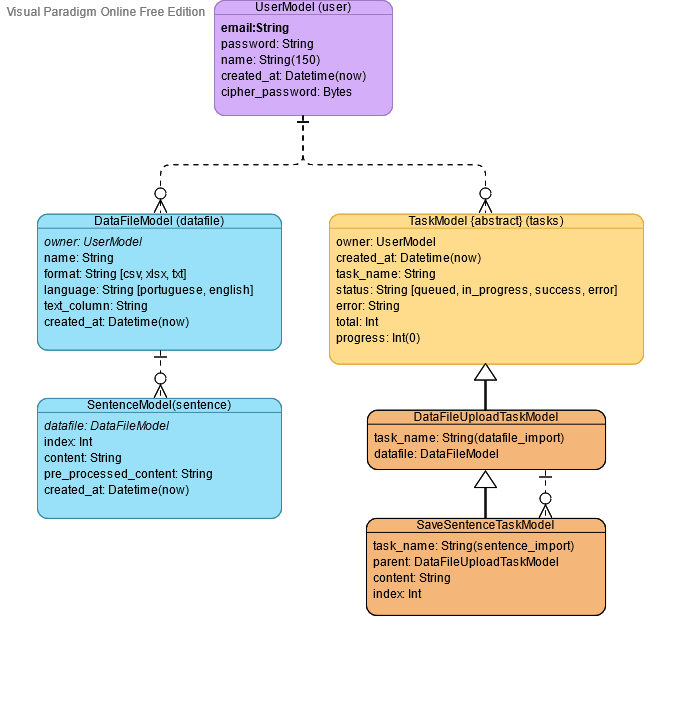 Visual Paradigm Online Free Edition
UserModel (user)
email:String
password: String
name: String(150)
created_at: Datetime(now)
cipher_password: Bytes
DataFileModel (datafile)
owner: UserModel
name: String
format: String [csv, xlsx, txt]
language: String [portuguese, english]
text_column: String
created_at: Datetime(now)
TaskModel {abstract} (tasks)
owner: UserModel
created_at: Datetime(now)
task_name: String
status: String [queued, in_progress, success, error]
error: String
total: Int
progress: Int(0)
SentenceModel(sentence)
datafile: DataFileModel
index: Int
content: String
pre_processed_content: String
created_at: Datetime(now)
DataFileUploadTaskModel
task_name: String(datafile_import)
datafile: DataFileModel
SaveSentenceTaskModel
task_name: String(sentence_import)
parent: DataFileUploadTaskModel
content: String
index: Int